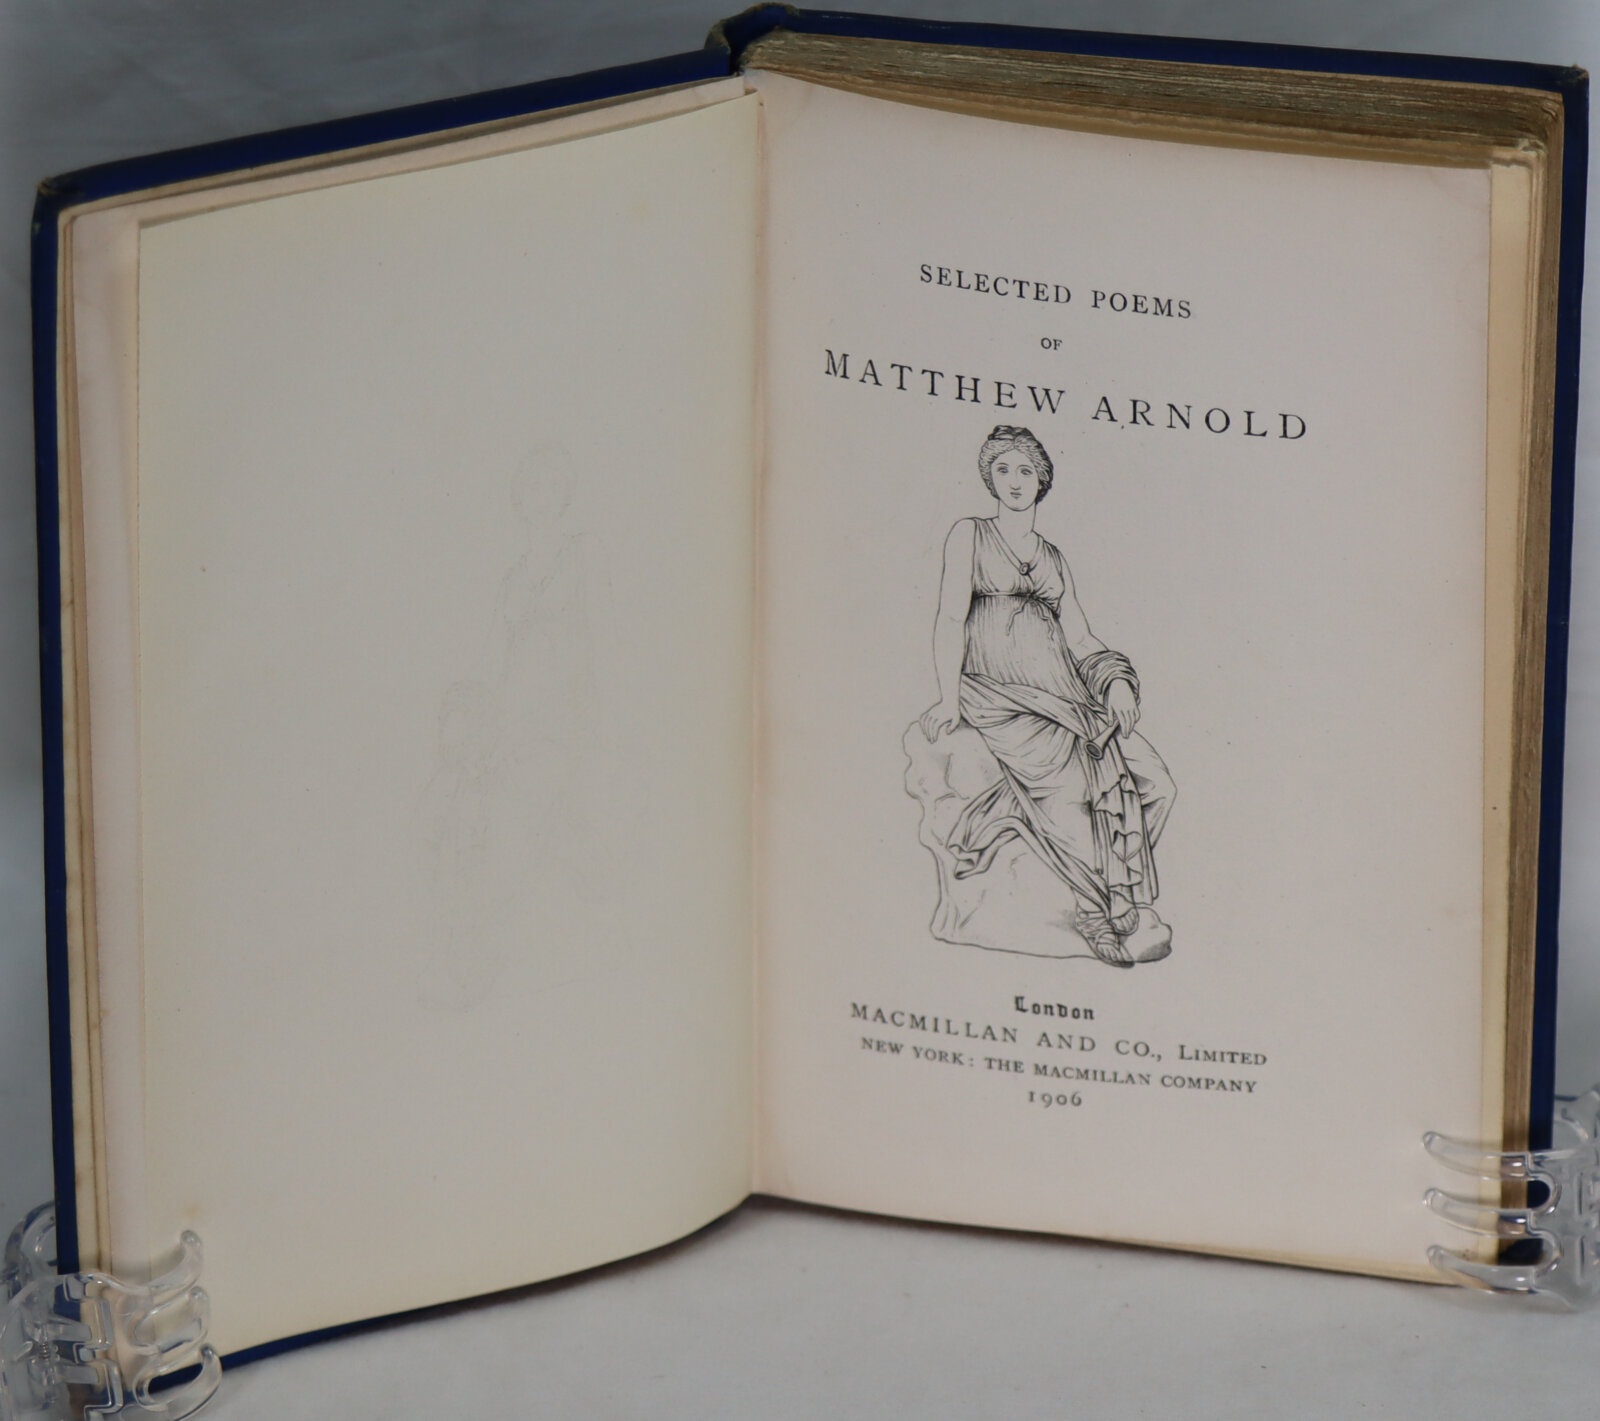 SELECTED POEMS
OF
MATTHEW ARNOLD
London
MACMILLAN AND CO., LIMITED
NEW YORK: THE MACMILLAN COMPANY
1906